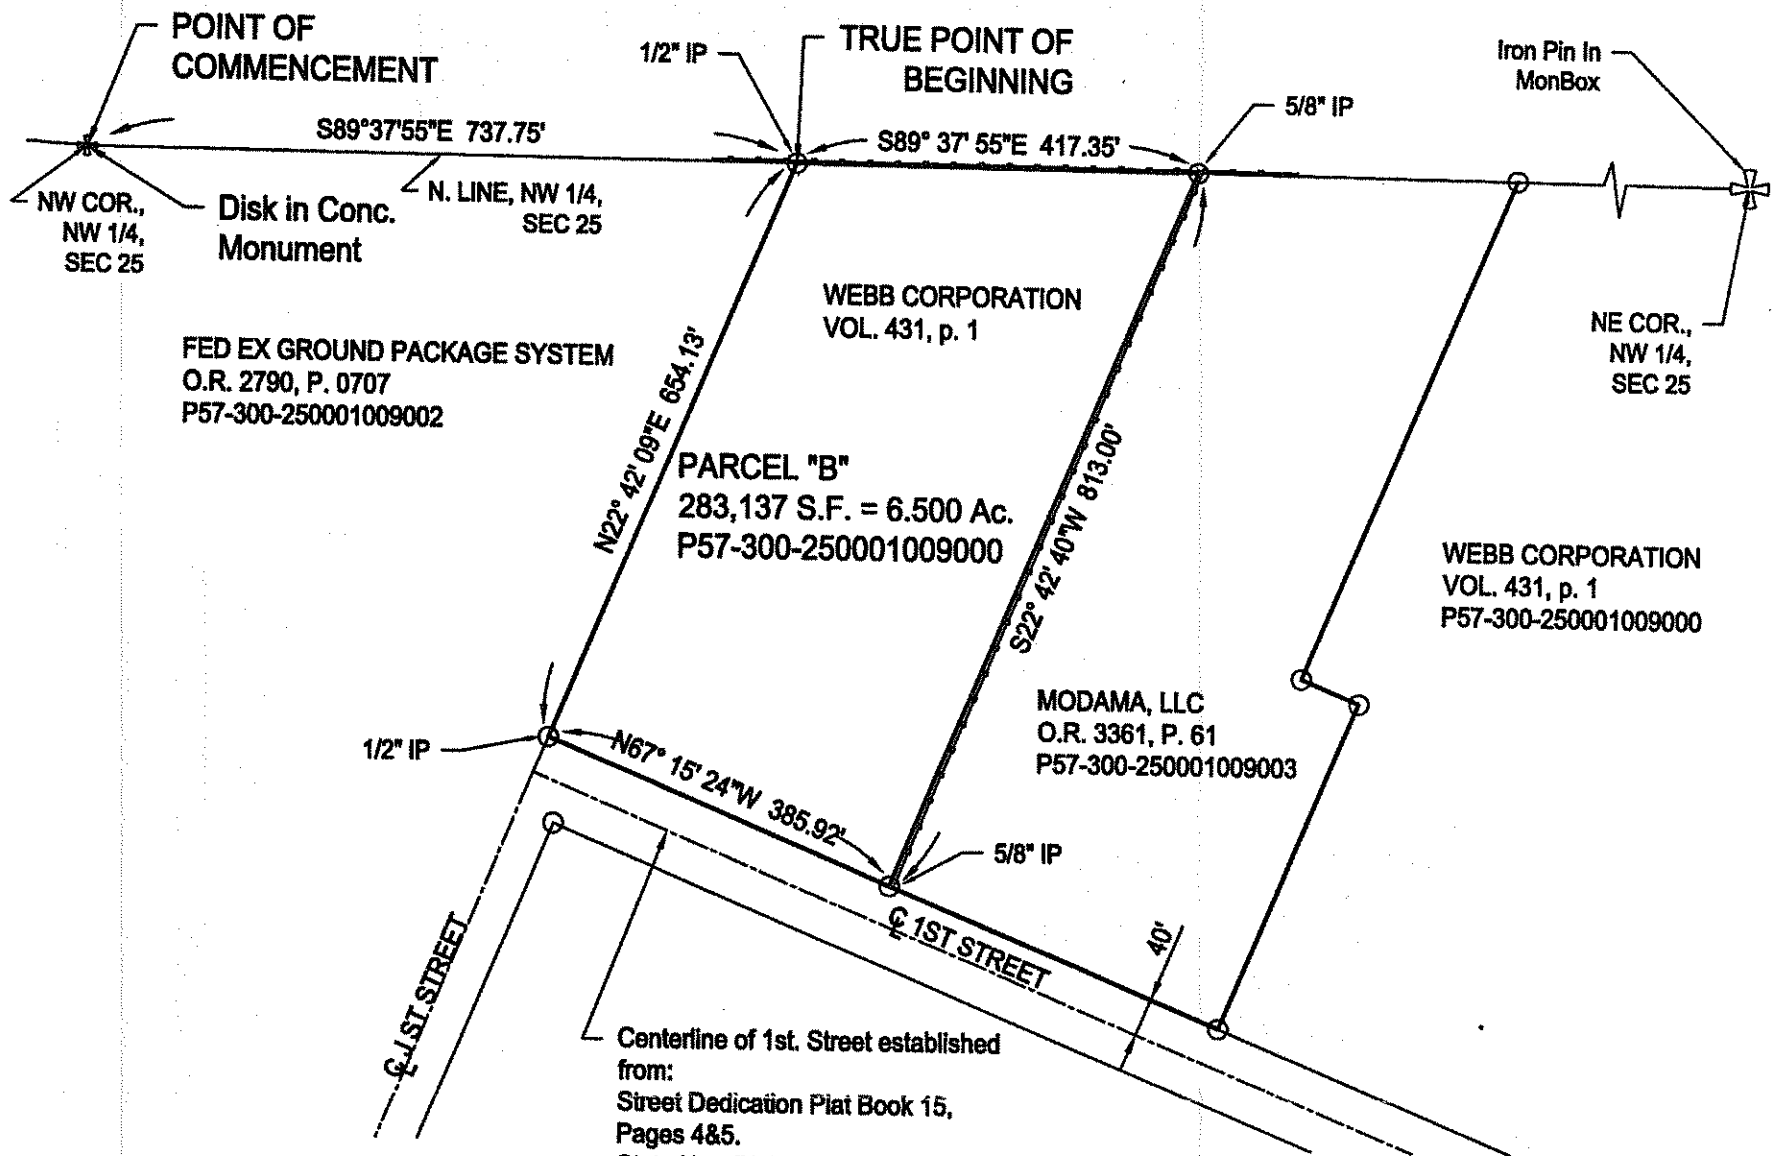 POINT OF
COMMENCEMENT
1/2" IP
TRUE POINT OF
BEGINNING
Iron Pin In
MonBox
5/8" IP
S89°37'55"E 737.75'
S89° 37' 55"E 417.35'
NW COR.,
NW 1/4,
SEC 25
Disk in Conc.
Monument
N. LINE, NW 1/4,
SEC 25
WEBB CORPORATION
VOL. 431, p. 1
NE COR.,
NW 1/4,
SEC 25
FED EX GROUND PACKAGE SYSTEM
O.R. 2790, P. 0707
P57-300-250001009002
N22° 42' 09"E 654.13'
PARCEL "B"
283,137 S.F. = 6.500 Ac.
P57-300-250001009000
S22° 42' 40"W 813.00'
WEBB CORPORATION
VOL. 431, p. 1
P57-300-250001009000
MODAMA, LLC
O.R. 3361, P. 61
P57-300-250001009003
1/2" IP
N67° 15' 24"W 385.92'
5/8" IP
℄ 1ST STREET
40'
℄ 1ST STREET
Centerline of 1st. Street established
from:
Street Dedication Plat Book 15,
Pages 4&5.